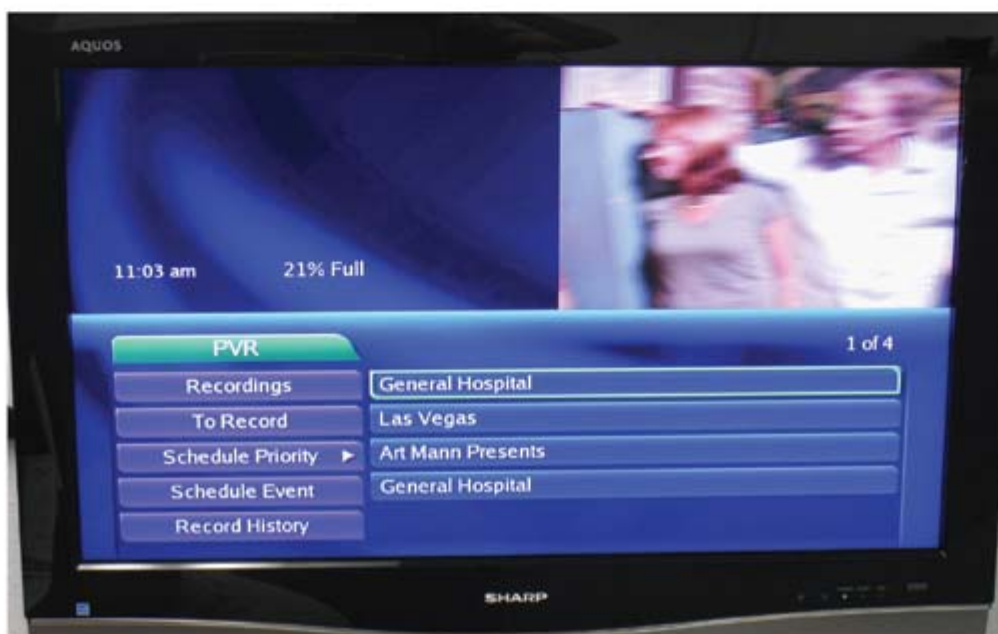 AQUOS
11:03 am 21% Full
PVR 1 of 4
Recordings General Hospital
To Record Las Vegas
Schedule Priority Art Mann Presents
Schedule Event General Hospital
Record History
SHARP